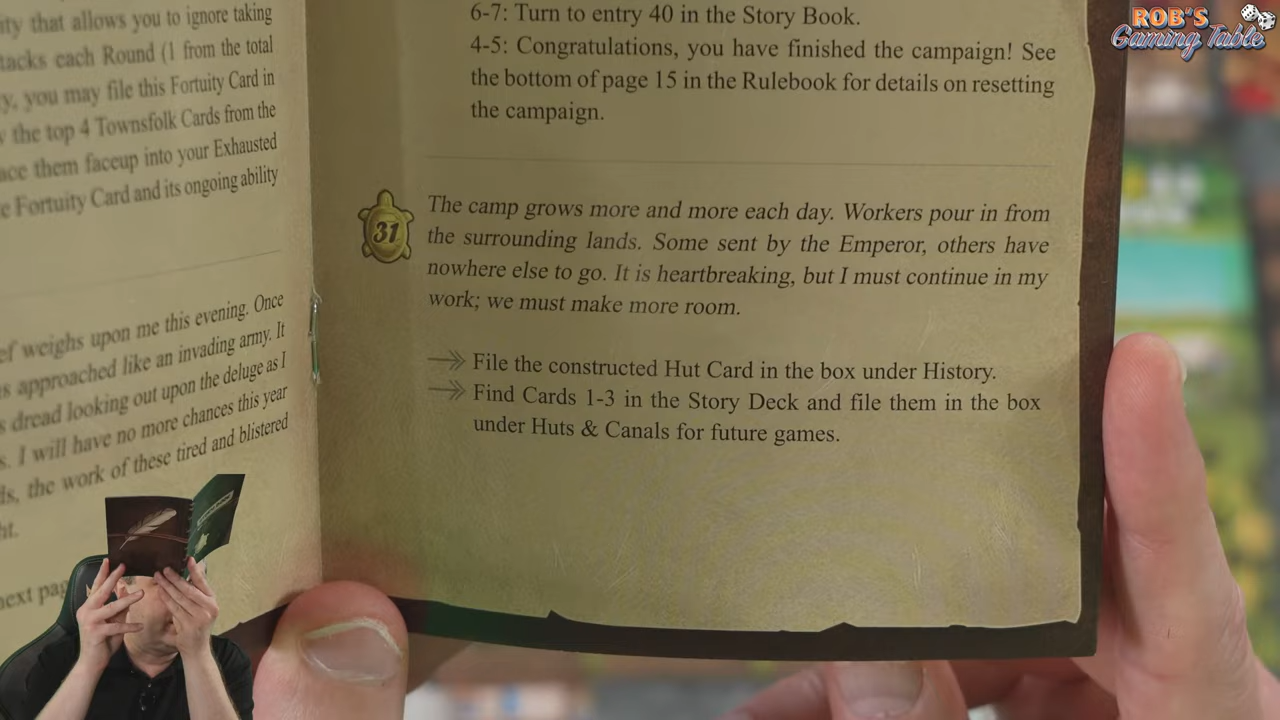 ity that allows you to ignore taking
tacks each Round (1 from the total
y, you may file this Fortuity Card in
the top 4 Townsfolk Cards from the
ace them faceup into your Exhausted
e Fortuity Card and its ongoing ability
ef weighs upon me this evening. Once
s approached like an invading army. It
s dread looking out upon the deluge as I
s. I will have no more chances this year
ds, the work of these tired and blistered
ht.
next pag
6-7: Turn to entry 40 in the Story Book.
4-5: Congratulations, you have finished the campaign! See
the bottom of page 15 in the Rulebook for details on resetting
the campaign.
31
The camp grows more and more each day. Workers pour in from
the surrounding lands. Some sent by the Emperor, others have
nowhere else to go. It is heartbreaking, but I must continue in my
work; we must make more room.
File the constructed Hut Card in the box under History.
Find Cards 1-3 in the Story Deck and file them in the box
under Huts & Canals for future games.
ROB'S
Gaming Table